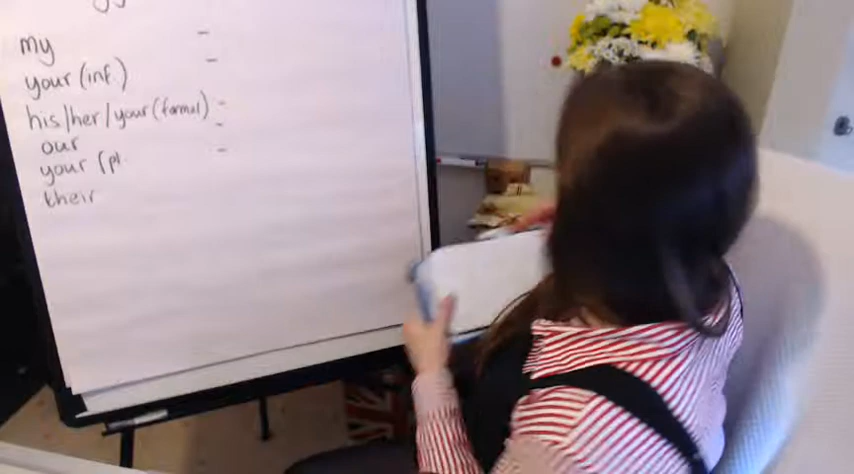 my -
your (inf.) -
his/her/your (formal) -
our -
your (pl. -
their